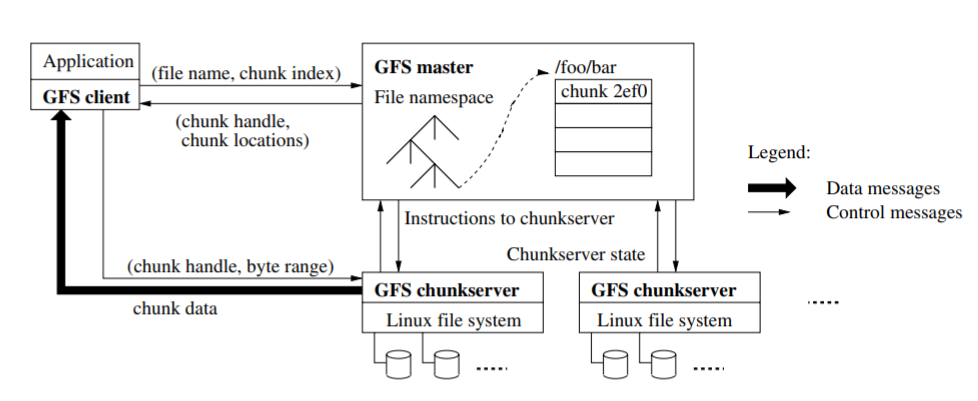 Application
GFS client
(file name, chunk index)
(chunk handle,
chunk locations)
GFS master
File namespace
/foo/bar
chunk 2ef0
Legend:
Data messages
Control messages
Instructions to chunkserver
Chunkserver state
(chunk handle, byte range)
chunk data
GFS chunkserver
Linux file system
GFS chunkserver
Linux file system